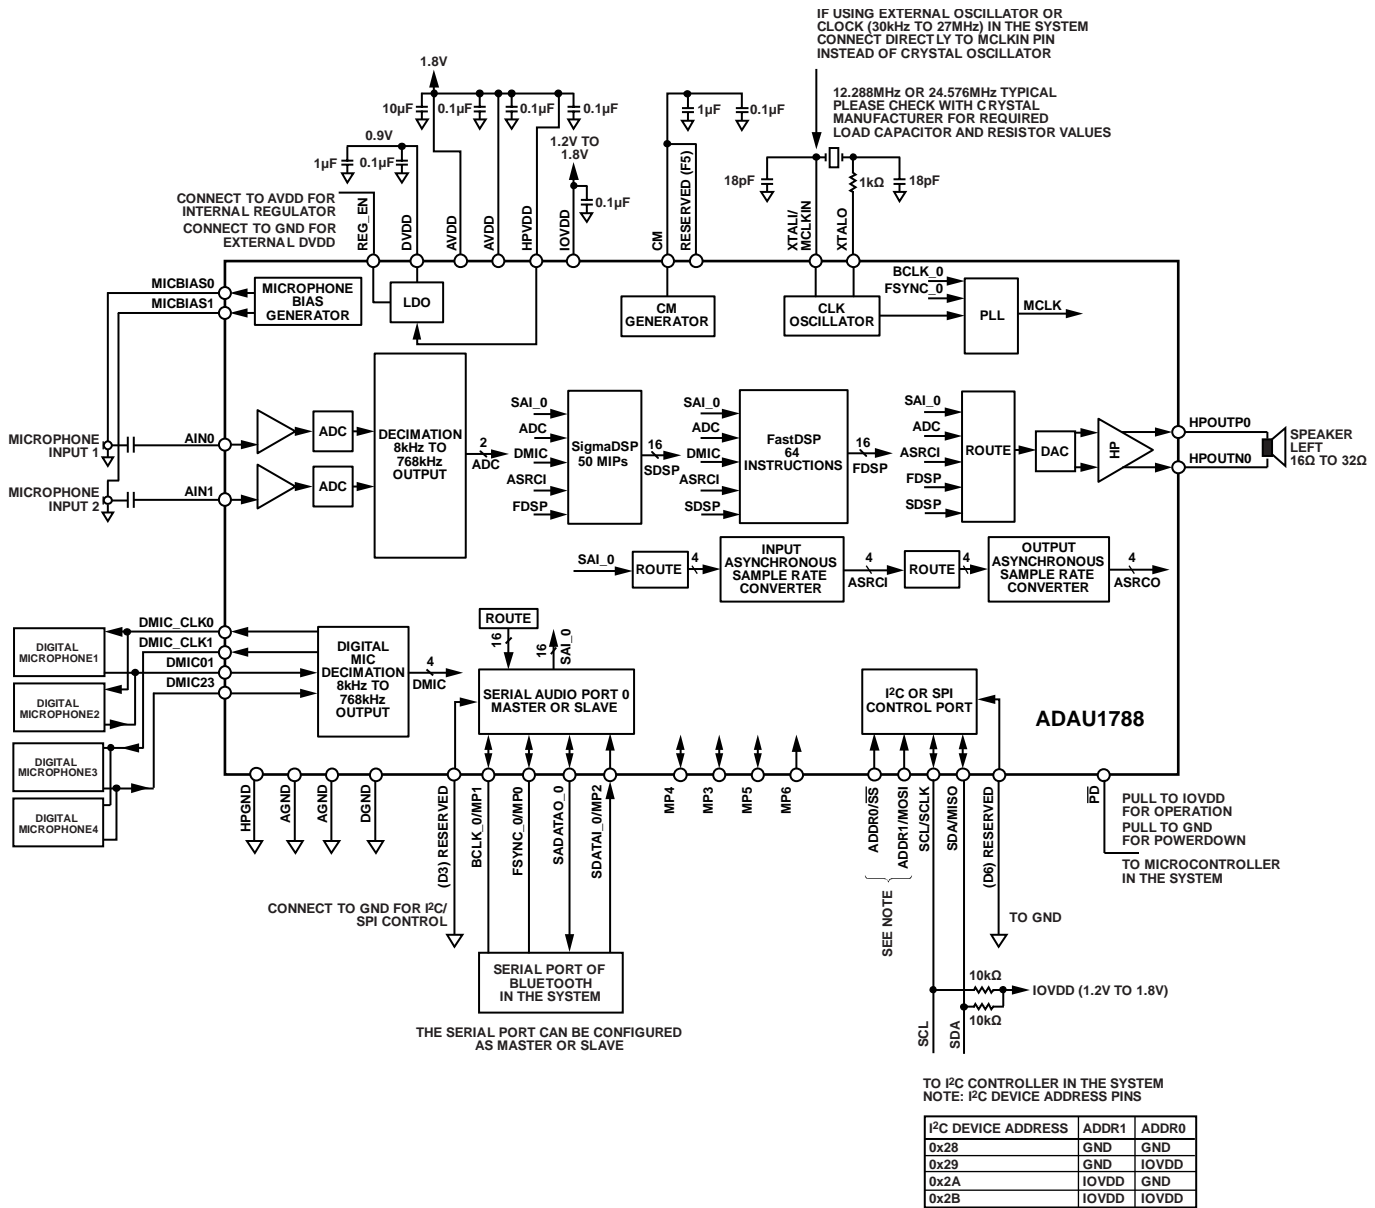 IF USING EXTERNAL OSCILLATOR OR
CLOCK (30kHz TO 27MHz) IN THE SYSTEM
CONNECT DIRECTLY TO MCLKIN PIN
INSTEAD OF CRYSTAL OSCILLATOR
12.288MHz OR 24.576MHz TYPICAL
PLEASE CHECK WITH CRYSTAL
MANUFACTURER FOR REQUIRED
LOAD CAPACITOR AND RESISTOR VALUES
1.8V
10µF
0.1µF
0.1µF
0.1µF
1µF
0.1µF
0.9V
1µF
0.1µF
1.2V TO
1.8V
0.1µF
18pF
1kΩ
18pF
CONNECT TO AVDD FOR
INTERNAL REGULATOR
CONNECT TO GND FOR
EXTERNAL DVDD
REG_EN
DVDD
AVDD
AVDD
HPVDD
IOVDD
CM
RESERVED (F5)
XTALI/
MCLKIN
XTALO
MICBIAS0
MICBIAS1
MICROPHONE
BIAS
GENERATOR
LDO
CM
GENERATOR
CLK
OSCILLATOR
BCLK_0
FSYNC_0
PLL
MCLK
MICROPHONE
INPUT 1
AIN0
ADC
MICROPHONE
INPUT 2
AIN1
ADC
DECIMATION
8kHz TO
768kHz
OUTPUT
2
ADC
SAI_0
ADC
DMIC
ASRCI
FDSP
SigmaDSP
50 MIPs
16
SDSP
SAI_0
ADC
DMIC
ASRCI
SDSP
FastDSP
64
INSTRUCTIONS
16
FDSP
SAI_0
ADC
ASRCI
FDSP
SDSP
ROUTE
DAC
HP
HPOUTP0
HPOUTN0
SPEAKER
LEFT
16Ω TO 32Ω
SAI_0
ROUTE
4
INPUT
ASYNCHRONOUS
SAMPLE RATE
CONVERTER
4
ASRCI
ROUTE
4
OUTPUT
ASYNCHRONOUS
SAMPLE RATE
CONVERTER
4
ASRCO
DIGITAL
MICROPHONE1
DIGITAL
MICROPHONE2
DIGITAL
MICROPHONE3
DIGITAL
MICROPHONE4
DMIC_CLK0
DMIC_CLK1
DMIC01
DMIC23
DIGITAL
MIC
DECIMATION
8kHz TO
768kHz
OUTPUT
4
DMIC
ROUTE
16
16
SAI_0
SERIAL AUDIO PORT 0
MASTER OR SLAVE
I²C OR SPI
CONTROL PORT
ADAU1788
HPGND
AGND
AGND
DGND
(D3) RESERVED
BCLK_0/MP1
FSYNC_0/MP0
SADATAO_0
SDATAI_0/MP2
MP4
MP3
MP5
MP6
ADDR0/S̅S̅
ADDR1/MOSI
SCL/SCLK
SDA/MISO
(D6) RESERVED
P̅D̅
PULL TO IOVDD
FOR OPERATION
PULL TO GND
FOR POWERDOWN
TO MICROCONTROLLER
IN THE SYSTEM
CONNECT TO GND FOR I²C/
SPI CONTROL
SEE NOTE
TO GND
SERIAL PORT OF
BLUETOOTH
IN THE SYSTEM
THE SERIAL PORT CAN BE CONFIGURED
AS MASTER OR SLAVE
10kΩ
IOVDD (1.2V TO 1.8V)
10kΩ
SCL
SDA
TO I²C CONTROLLER IN THE SYSTEM
NOTE: I²C DEVICE ADDRESS PINS
I²C DEVICE ADDRESS ADDR1 ADDR0
0x28 GND GND
0x29 GND IOVDD
0x2A IOVDD GND
0x2B IOVDD IOVDD